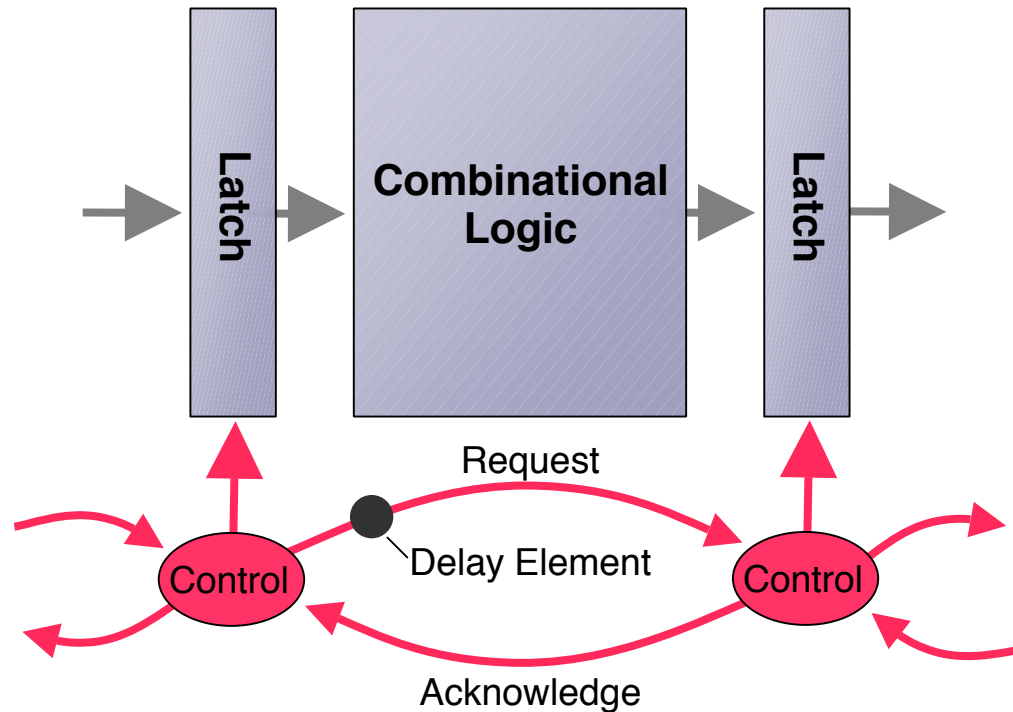 Latch
Combinational
Logic
Latch
Request
Delay Element
Control
Control
Acknowledge